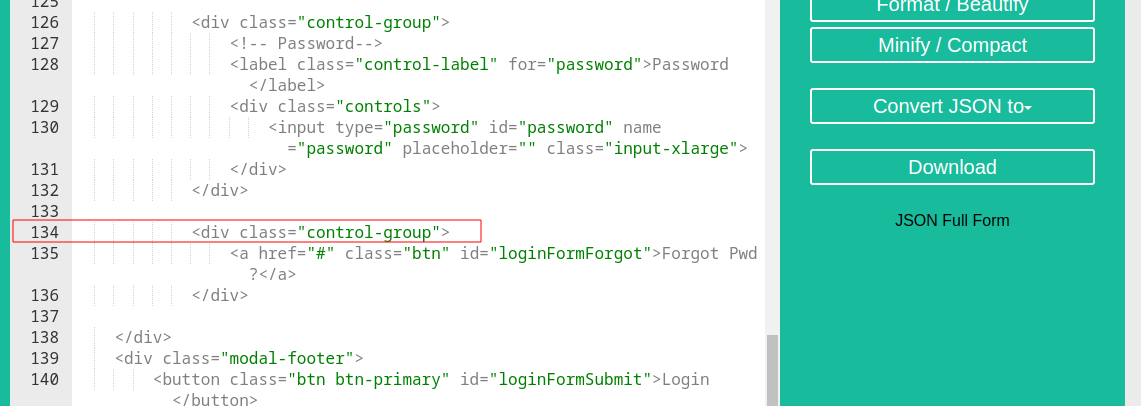 125
126 <div class="control-group">
127 <!-- Password-->
128 <label class="control-label" for="password">Password
</label>
129 <div class="controls">
130 <input type="password" id="password" name
="password" placeholder="" class="input-xlarge">
131 </div>
132 </div>
133
134 <div class="control-group">
135 <a href="#" class="btn" id="loginFormForgot">Forgot Pwd
?</a>
136 </div>
137
138 </div>
139 <div class="modal-footer">
140 <button class="btn btn-primary" id="loginFormSubmit">Login
</button>
Format / Beautify
Minify / Compact
Convert JSON to
Download
JSON Full Form